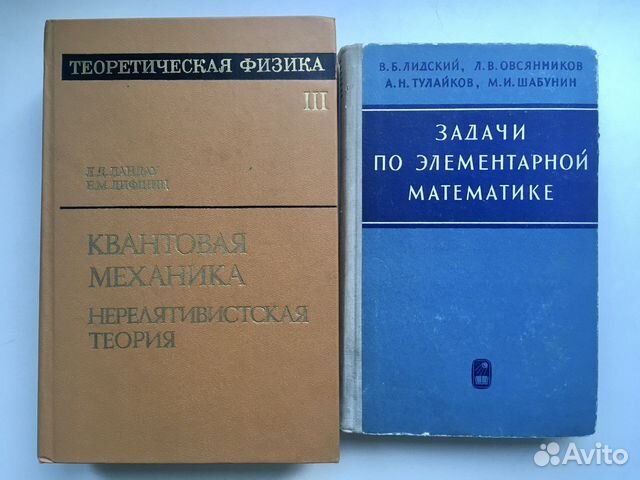 ТЕОРЕТИЧЕСКАЯ ФИЗИКА
III
Л.Д. ЛАНДАУ
Е.М. ЛИФШИЦ
КВАНТОВАЯ
МЕХАНИКА
НЕРЕЛЯТИВИСТСКАЯ
ТЕОРИЯ
В. Б. ЛИДСКИЙ, Л. В. ОВСЯННИКОВ
А. Н. ТУЛАЙКОВ, М. И. ШАБУНИН
ЗАДАЧИ
ПО ЭЛЕМЕНТАРНОЙ
МАТЕМАТИКЕ
Avito